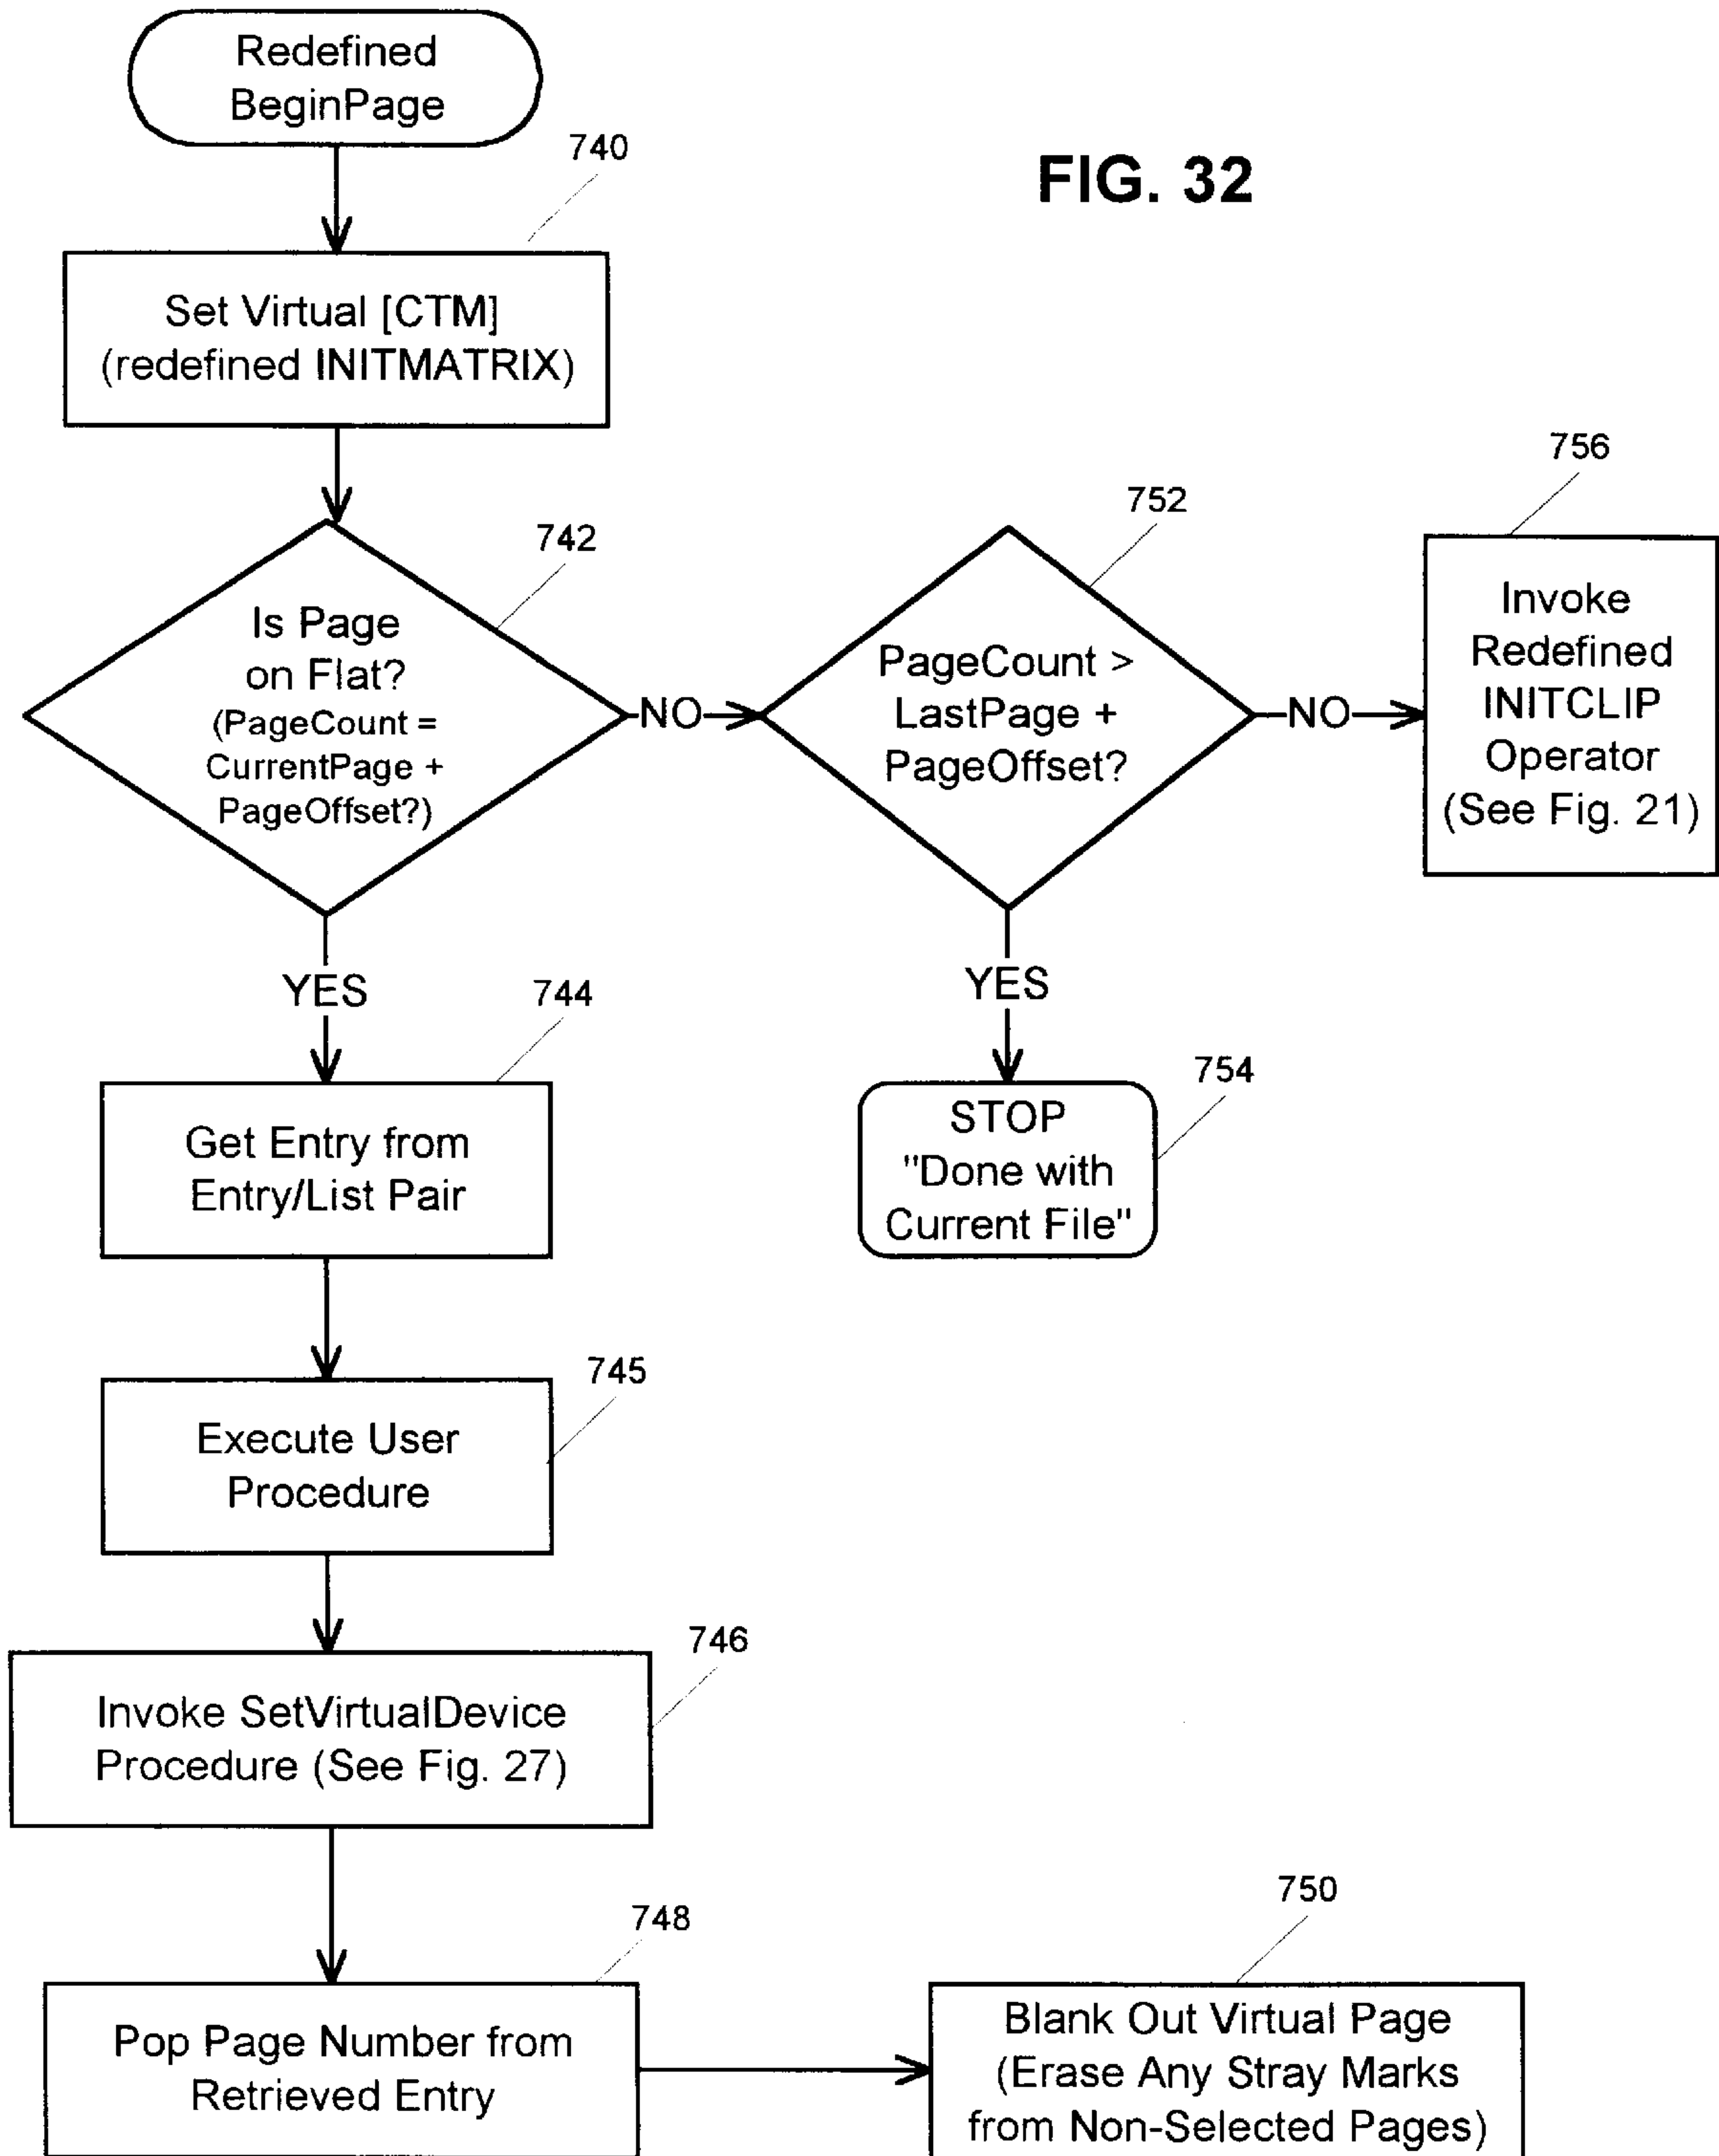 Redefined
BeginPage
740
FIG. 32
Set Virtual [CTM]
(redefined INITMATRIX)
742
Is Page
on Flat?
(PageCount =
CurrentPage +
PageOffset?)
NO
752
PageCount >
LastPage +
PageOffset?
NO
756
Invoke
Redefined
INITCLIP
Operator
(See Fig. 21)
YES
YES
744
Get Entry from
Entry/List Pair
754
STOP
"Done with
Current File"
745
Execute User
Procedure
746
Invoke SetVirtualDevice
Procedure (See Fig. 27)
748
Pop Page Number from
Retrieved Entry
750
Blank Out Virtual Page
(Erase Any Stray Marks
from Non-Selected Pages)